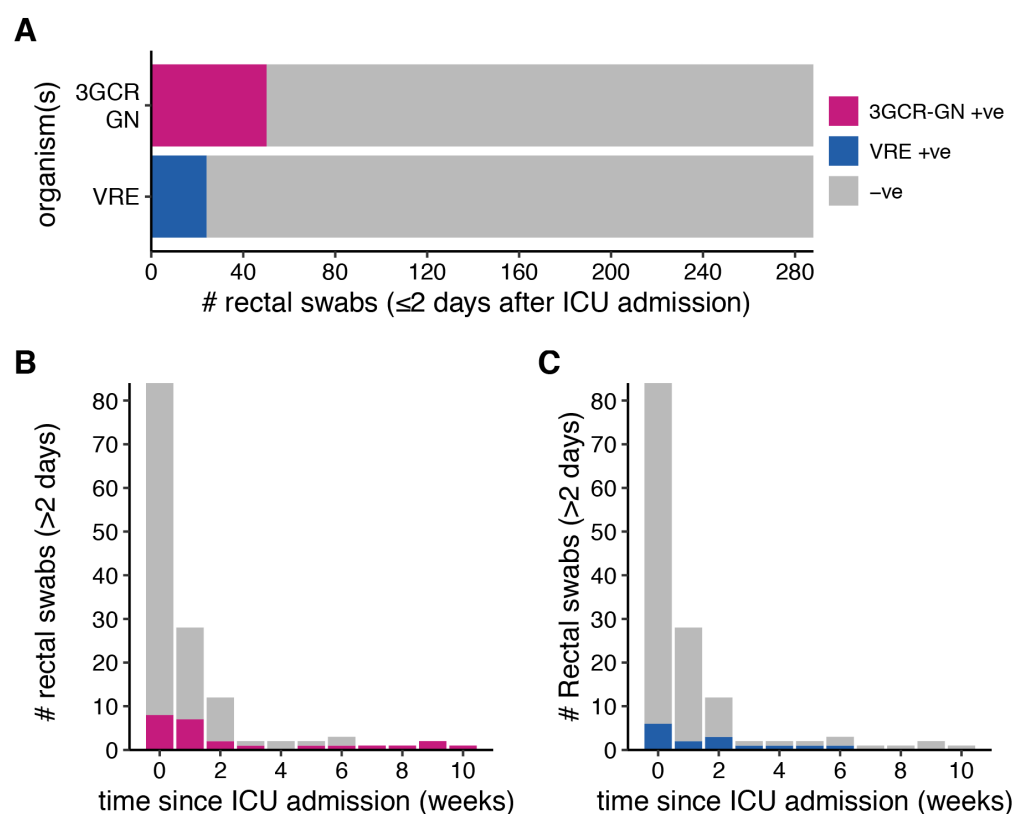 A
organism(s)
3GCR
GN
VRE
0 40 80 120 160 200 240 280
# rectal swabs (≤2 days after ICU admission)
3GCR-GN +ve
VRE +ve
−ve
B
# rectal swabs (>2 days)
80
70
60
50
40
30
20
10
0
0 2 4 6 8 10
time since ICU admission (weeks)
C
# Rectal swabs (>2 days)
80
70
60
50
40
30
20
10
0
0 2 4 6 8 10
time since ICU admission (weeks)